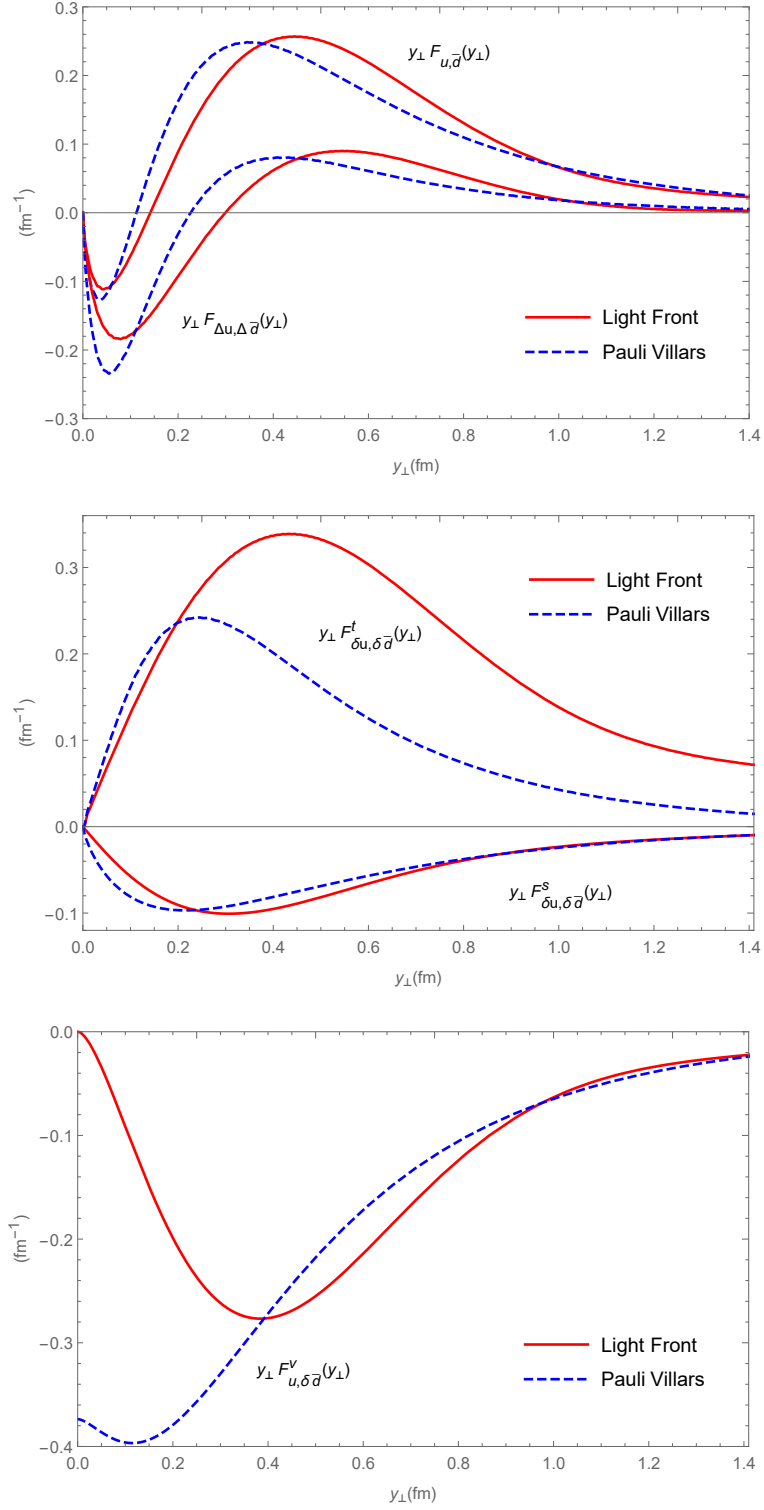 0.3
0.2
0.1
0.0
−0.1
−0.2
−0.3
(fm⁻¹)
y⊥ F_{u,d̅}(y⊥)
y⊥ F_{Δu,Δd̅}(y⊥)
Light Front
Pauli Villars
0.0 0.2 0.4 0.6 0.8 1.0 1.2 1.4
y⊥(fm)
0.3
0.2
0.1
0.0
−0.1
(fm⁻¹)
Light Front
Pauli Villars
y⊥ F^t_{δu,δd̅}(y⊥)
y⊥ F^s_{δu,δd̅}(y⊥)
0.0 0.2 0.4 0.6 0.8 1.0 1.2 1.4
y⊥(fm)
0.0
−0.1
−0.2
−0.3
−0.4
(fm⁻¹)
y⊥ F^v_{u,δd̅}(y⊥)
Light Front
Pauli Villars
0.0 0.2 0.4 0.6 0.8 1.0 1.2 1.4
y⊥(fm)